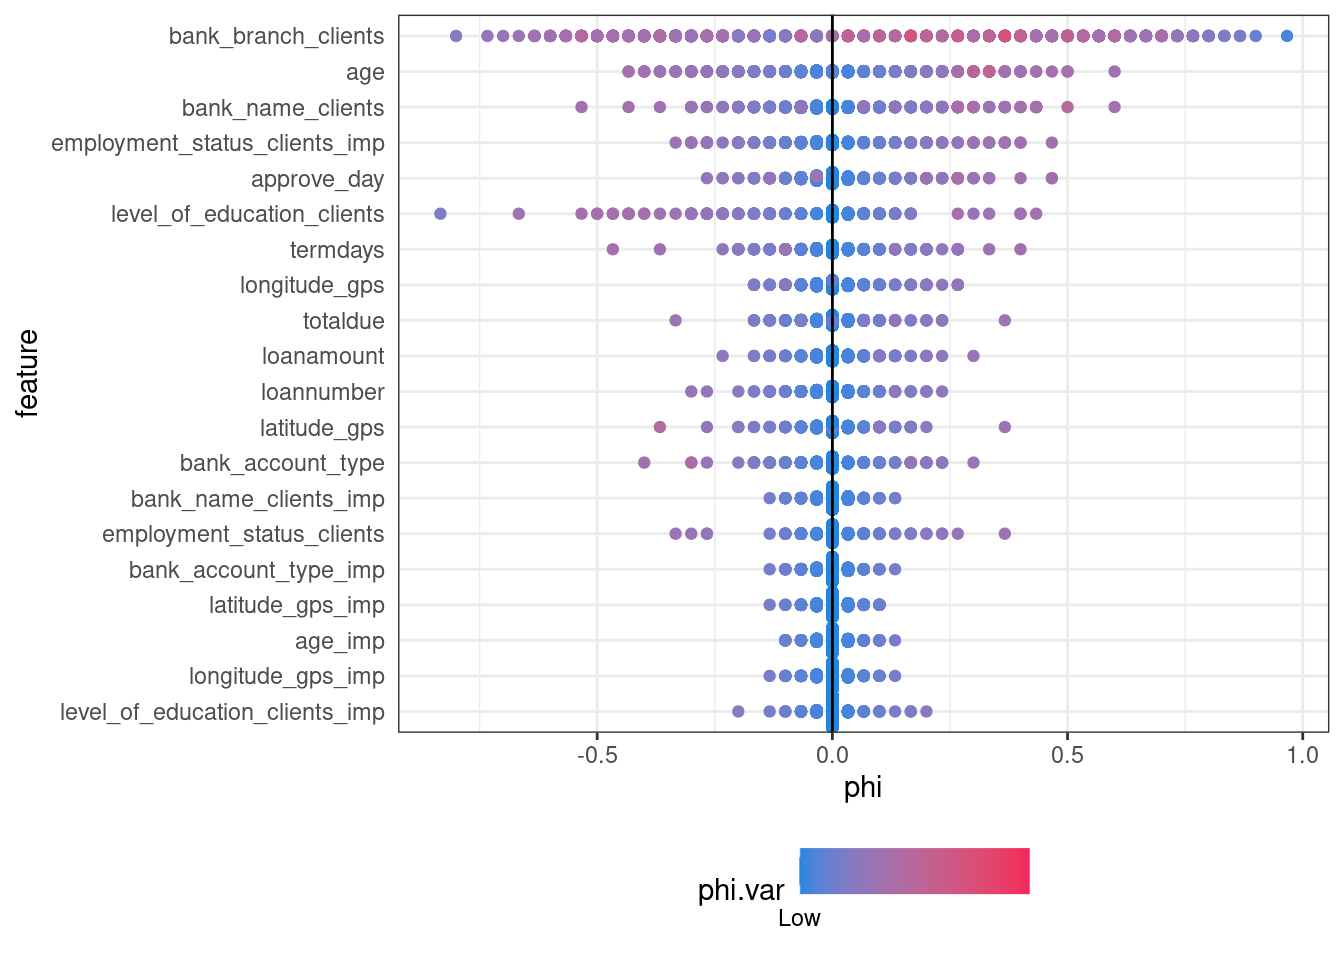 bank_branch_clients
age
bank_name_clients
employment_status_clients_imp
approve_day
level_of_education_clients
termdays
longitude_gps
totaldue
loanamount
loannumber
latitude_gps
bank_account_type
bank_name_clients_imp
employment_status_clients
bank_account_type_imp
latitude_gps_imp
age_imp
longitude_gps_imp
level_of_education_clients_imp
feature
-0.5 0.0 0.5 1.0
phi
phi.var
Low